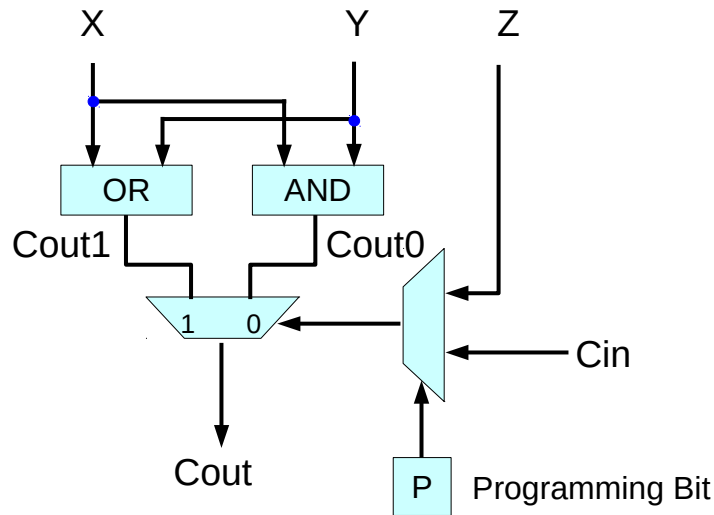 X Y Z
OR AND
Cout1 Cout0
1 0
Cin
Cout
P Programming Bit